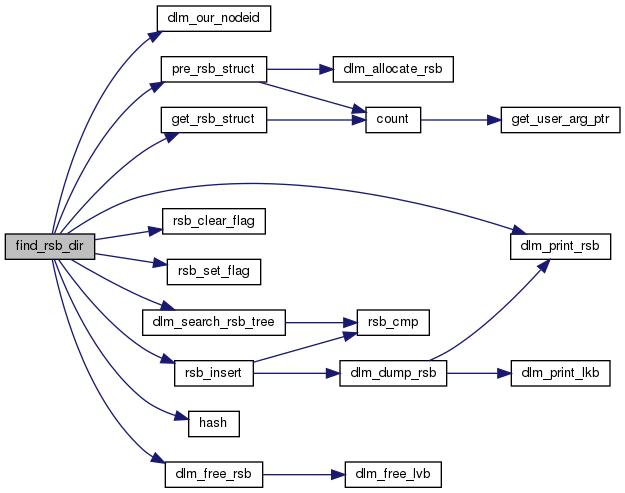 dlm_our_nodeid
pre_rsb_struct
dlm_allocate_rsb
get_rsb_struct
count
get_user_arg_ptr
rsb_clear_flag
find_rsb_dir
dlm_print_rsb
rsb_set_flag
dlm_search_rsb_tree
rsb_cmp
rsb_insert
dlm_dump_rsb
dlm_print_lkb
hash
dlm_free_rsb
dlm_free_lvb